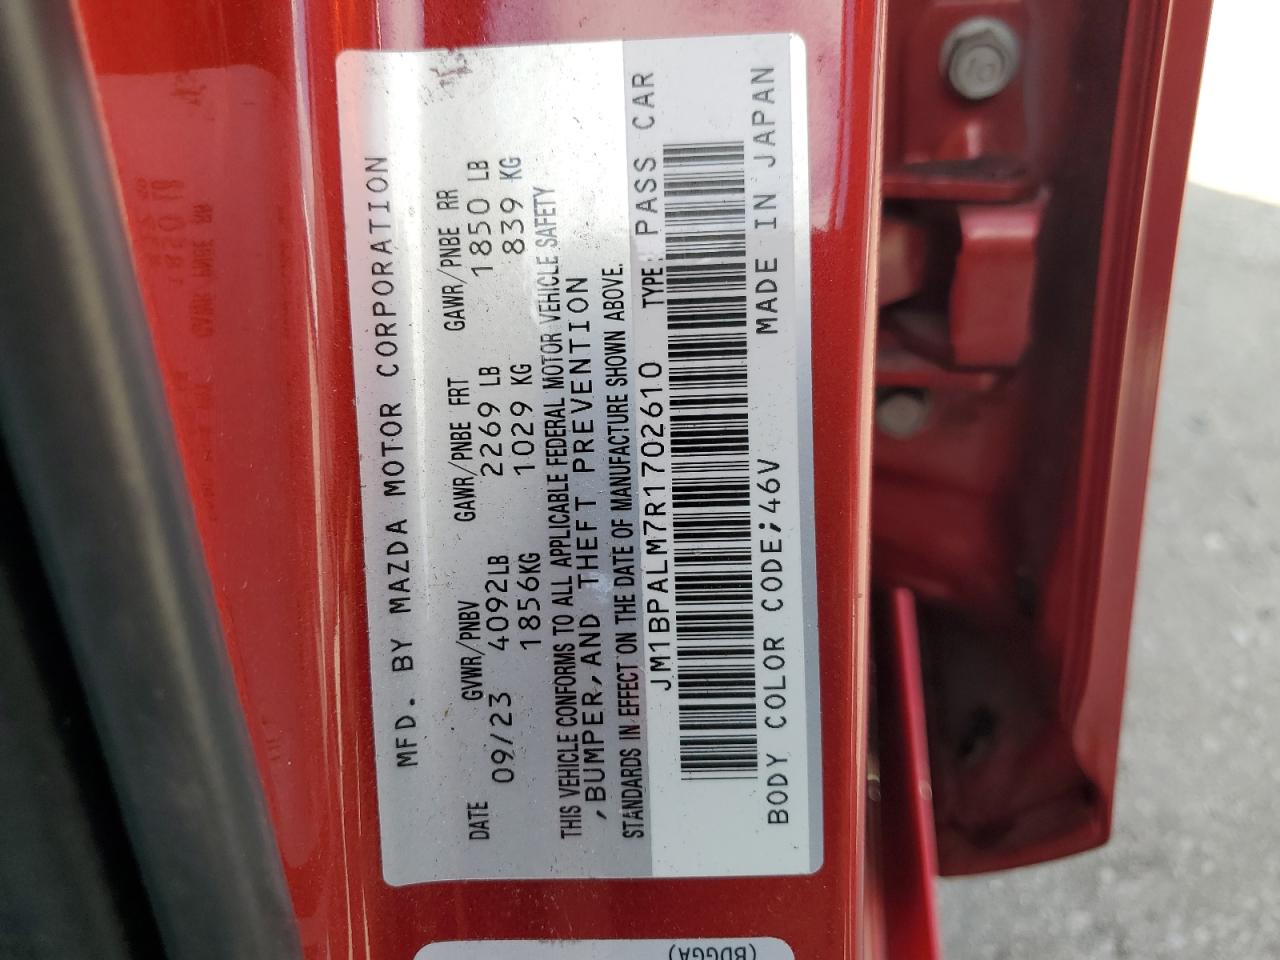 MFD. BY MAZDA MOTOR CORPORATION
DATE GVWR/PNBV GAWR/PNBE FRT GAWR/PNBE RR
09/23 4092LB 2269 LB 1850 LB
1856KG 1029 KG 839 KG
THIS VEHICLE CONFORMS TO ALL APPLICABLE FEDERAL MOTOR VEHICLE SAFETY
,BUMPER,AND THEFT PREVENTION
STANDARDS IN EFFECT ON THE DATE OF MANUFACTURE SHOWN ABOVE.
JM1BPALM7R1702610 TYPE: PASS CAR
BODY COLOR CODE;46V MADE IN JAPAN
(BDGGA)